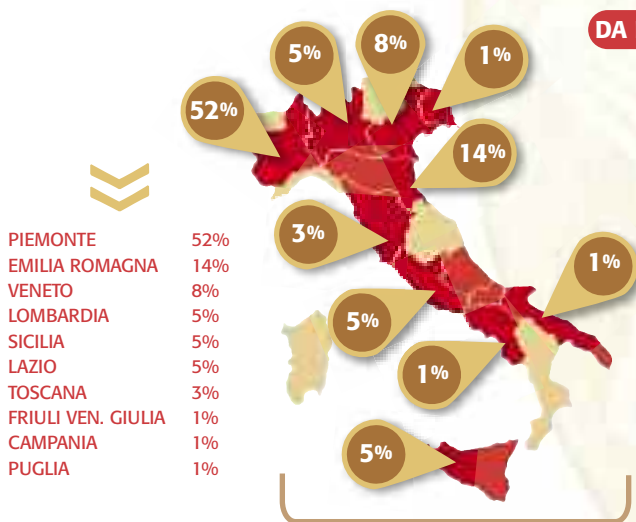 DA
8%
5%
1%
52%
14%
3%
1%
5%
1%
5%
PIEMONTE 52%
EMILIA ROMAGNA 14%
VENETO 8%
LOMBARDIA 5%
SICILIA 5%
LAZIO 5%
TOSCANA 3%
FRIULI VEN. GIULIA 1%
CAMPANIA 1%
PUGLIA 1%